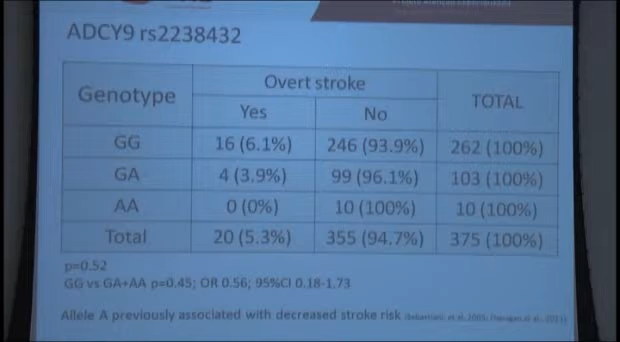 ADCY9 rs2238432
Genotype Overt stroke TOTAL
Yes No
GG 16 (6.1%) 246 (93.9%) 262 (100%)
GA 4 (3.9%) 99 (96.1%) 103 (100%)
AA 0 (0%) 10 (100%) 10 (100%)
Total 20 (5.3%) 355 (94.7%) 375 (100%)
p=0.52
GG vs GA+AA p=0.45; OR 0.56; 95%CI 0.18-1.73
Allele A previously associated with decreased stroke risk